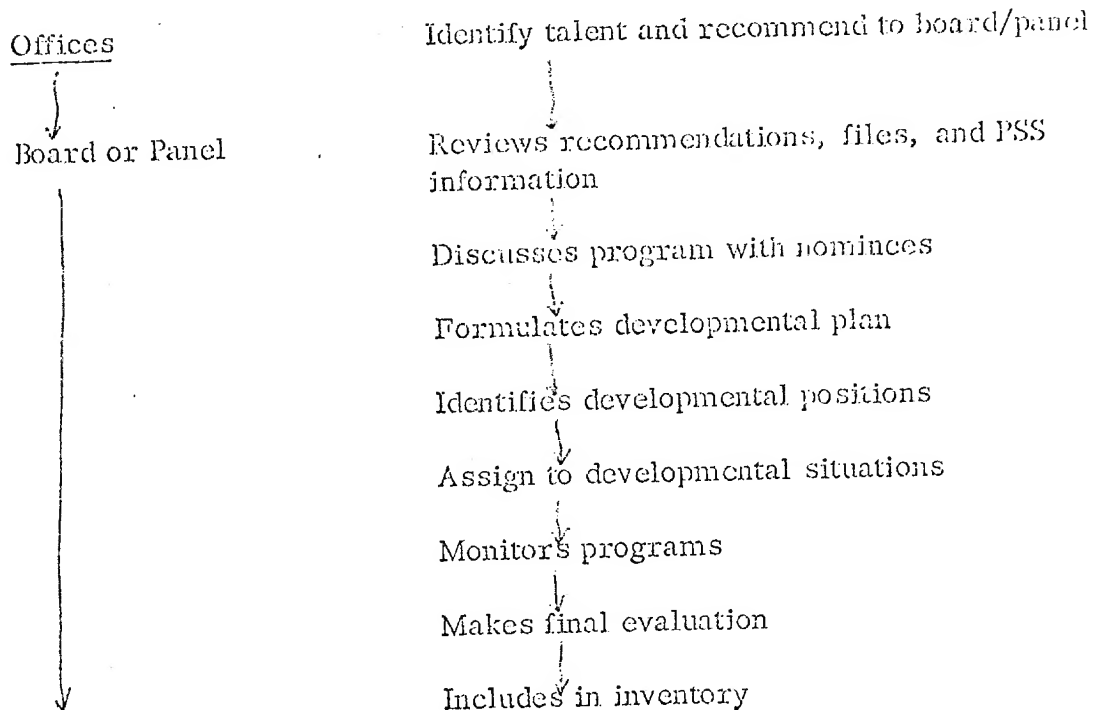 Offices
Identify talent and recommend to board/panel
Board or Panel
Reviews recommendations, files, and PSS
information
Discusses program with nominees
Formulates developmental plan
Identifies developmental positions
Assign to developmental situations
Monitors programs
Makes final evaluation
Includes in inventory